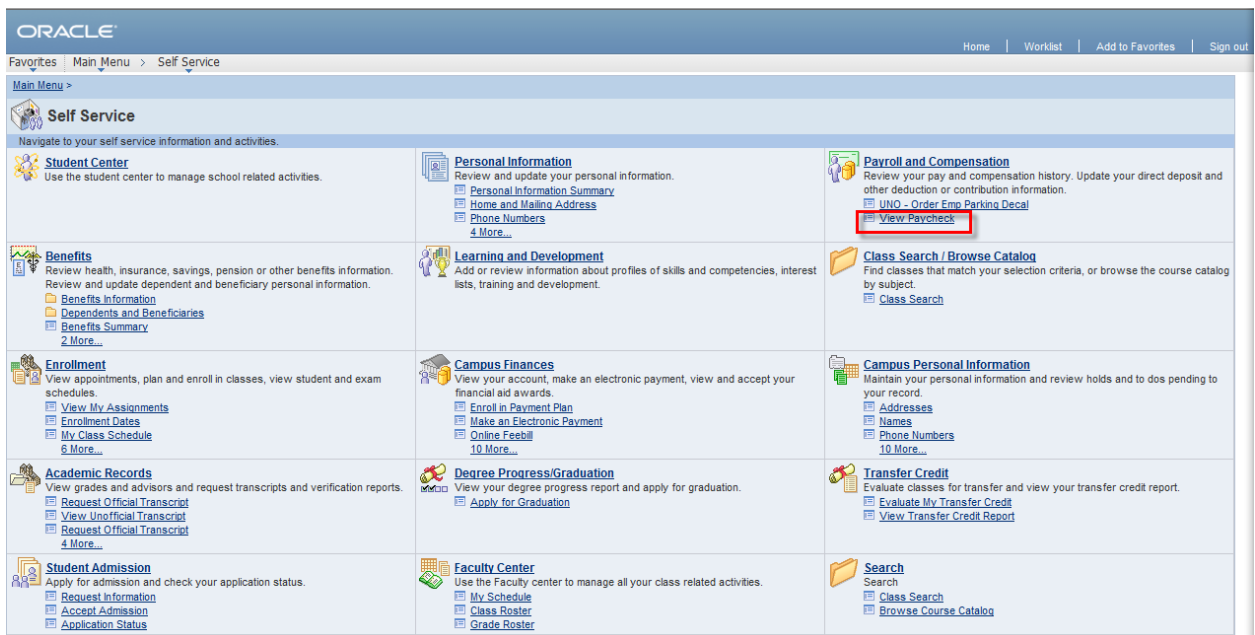 ORACLE
Home | Worklist | Add to Favorites | Sign out
Favorites Main Menu > Self Service
Main Menu >
Self Service
Navigate to your self service information and activities.
Student Center
Use the student center to manage school related activities.
Personal Information
Review and update your personal information.
Personal Information Summary
Home and Mailing Address
Phone Numbers
4 More...
Payroll and Compensation
Review your pay and compensation history. Update your direct deposit and
other deduction or contribution information.
UNO - Order Emp Parking Decal
View Paycheck
Benefits
Review health, insurance, savings, pension or other benefits information.
Review and update dependent and beneficiary personal information.
Benefits Information
Dependents and Beneficiaries
Benefits Summary
2 More...
Learning and Development
Add or review information about profiles of skills and competencies, interest
lists, training and development.
Class Search / Browse Catalog
Find classes that match your selection criteria, or browse the course catalog
by subject.
Class Search
Enrollment
View appointments, plan and enroll in classes, view student and exam
schedules.
View My Assignments
Enrollment Dates
My Class Schedule
6 More...
Campus Finances
View your account, make an electronic payment, view and accept your
financial aid awards.
Enroll in Payment Plan
Make an Electronic Payment
Online Feebill
10 More...
Campus Personal Information
Maintain your personal information and review holds and to dos pending to
your record.
Addresses
Names
Phone Numbers
10 More...
Academic Records
View grades and advisors and request transcripts and verification reports.
Request Official Transcript
View Unofficial Transcript
Request Official Transcript
4 More...
Degree Progress/Graduation
View your degree progress report and apply for graduation.
Apply for Graduation
Transfer Credit
Evaluate classes for transfer and view your transfer credit report.
Evaluate My Transfer Credit
View Transfer Credit Report
Student Admission
Apply for admission and check your application status.
Request Information
Accept Admission
Application Status
Faculty Center
Use the Faculty center to manage all your class related activities.
My Schedule
Class Roster
Grade Roster
Search
Search
Class Search
Browse Course Catalog